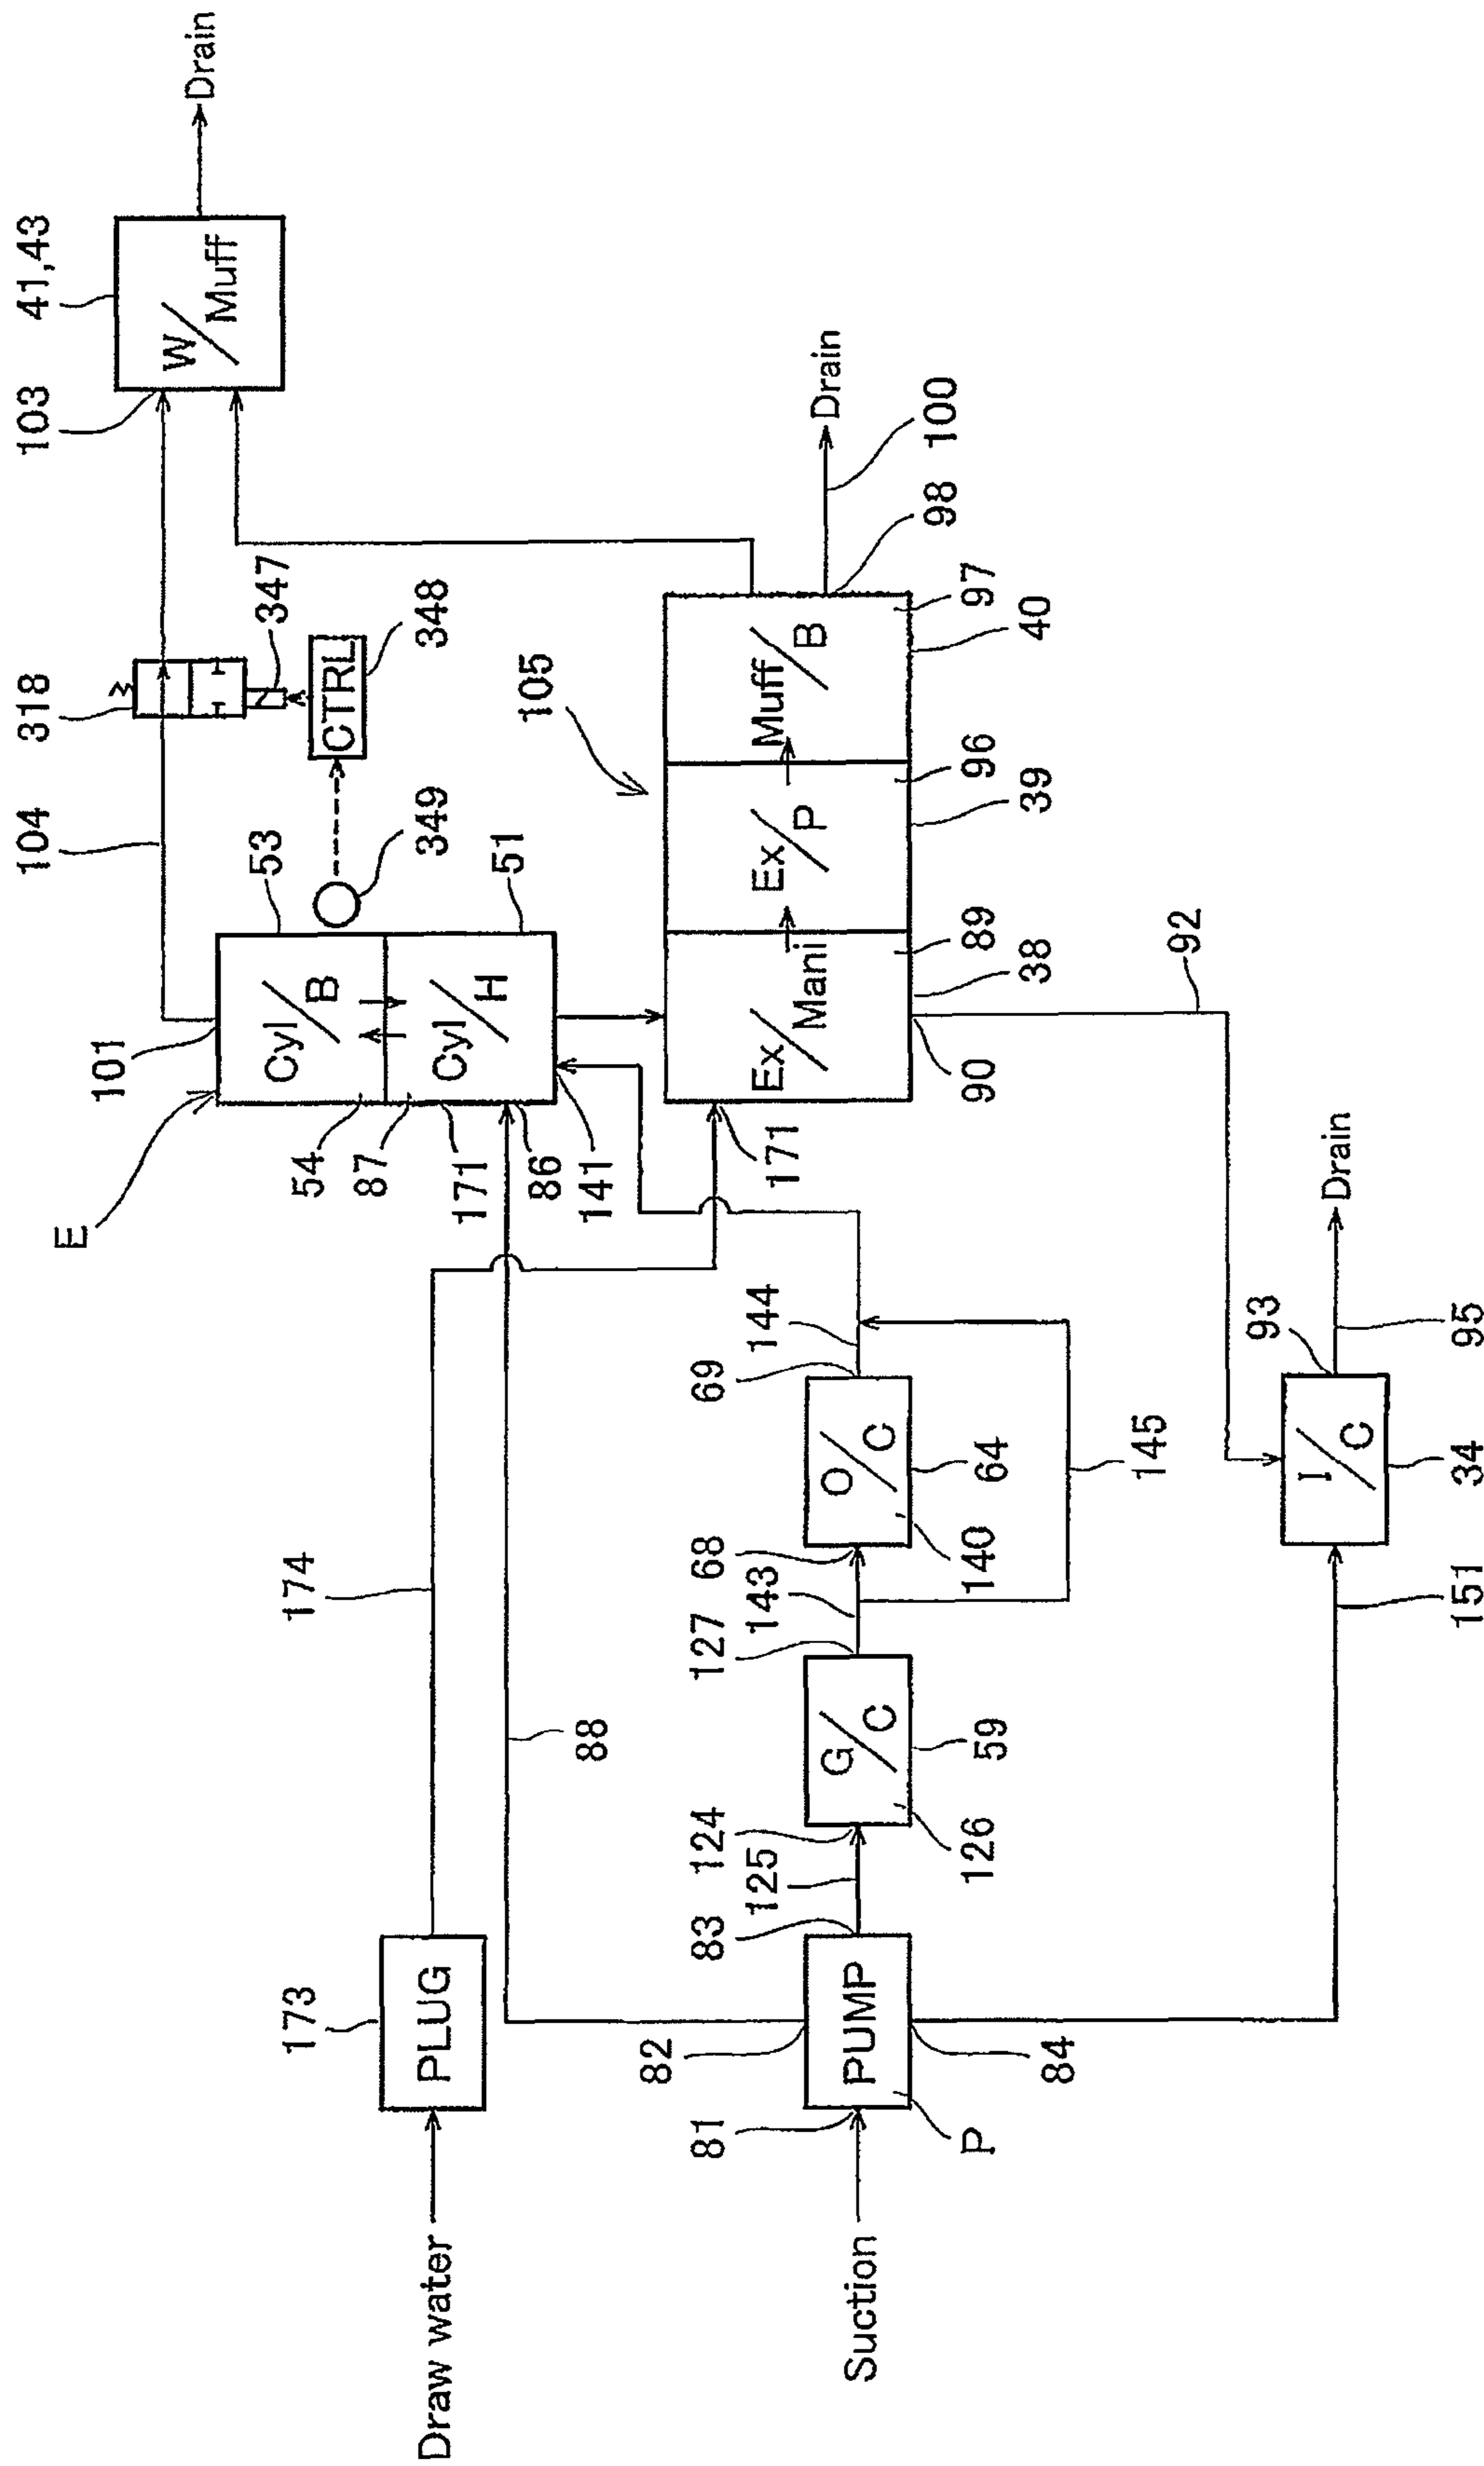 Drain
41,43
W/Muff
103
318
347
CTRL
348
104
349
53
Cyl/B
101
E
54
51
Cyl/H
87
171
86
141
105
Drain
100
98
Muff/B
97
40
Ex/P
96
39
Ex/Mani
89
38
90
92
171
174
88
144
69
O/C
64
68
140
145
143
127
G/C
59
124
126
125
83
173
PLUG
82
PUMP
84
81
P
Draw water
Suction
Drain
93
95
I/C
34
151